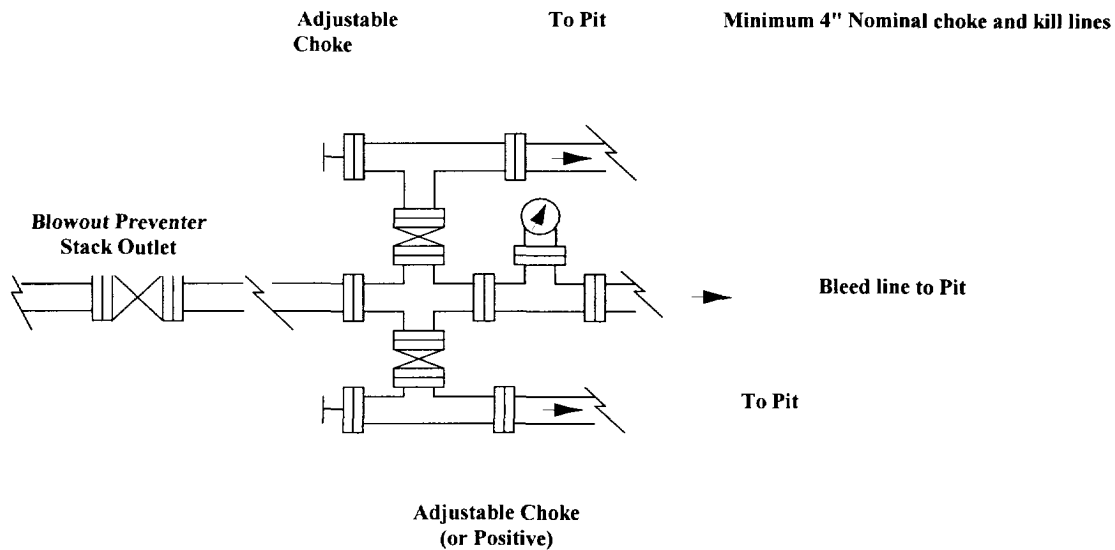 Adjustable
Choke
To Pit
Minimum 4" Nominal choke and kill lines
Blowout Preventer
Stack Outlet
Bleed line to Pit
To Pit
Adjustable Choke
(or Positive)